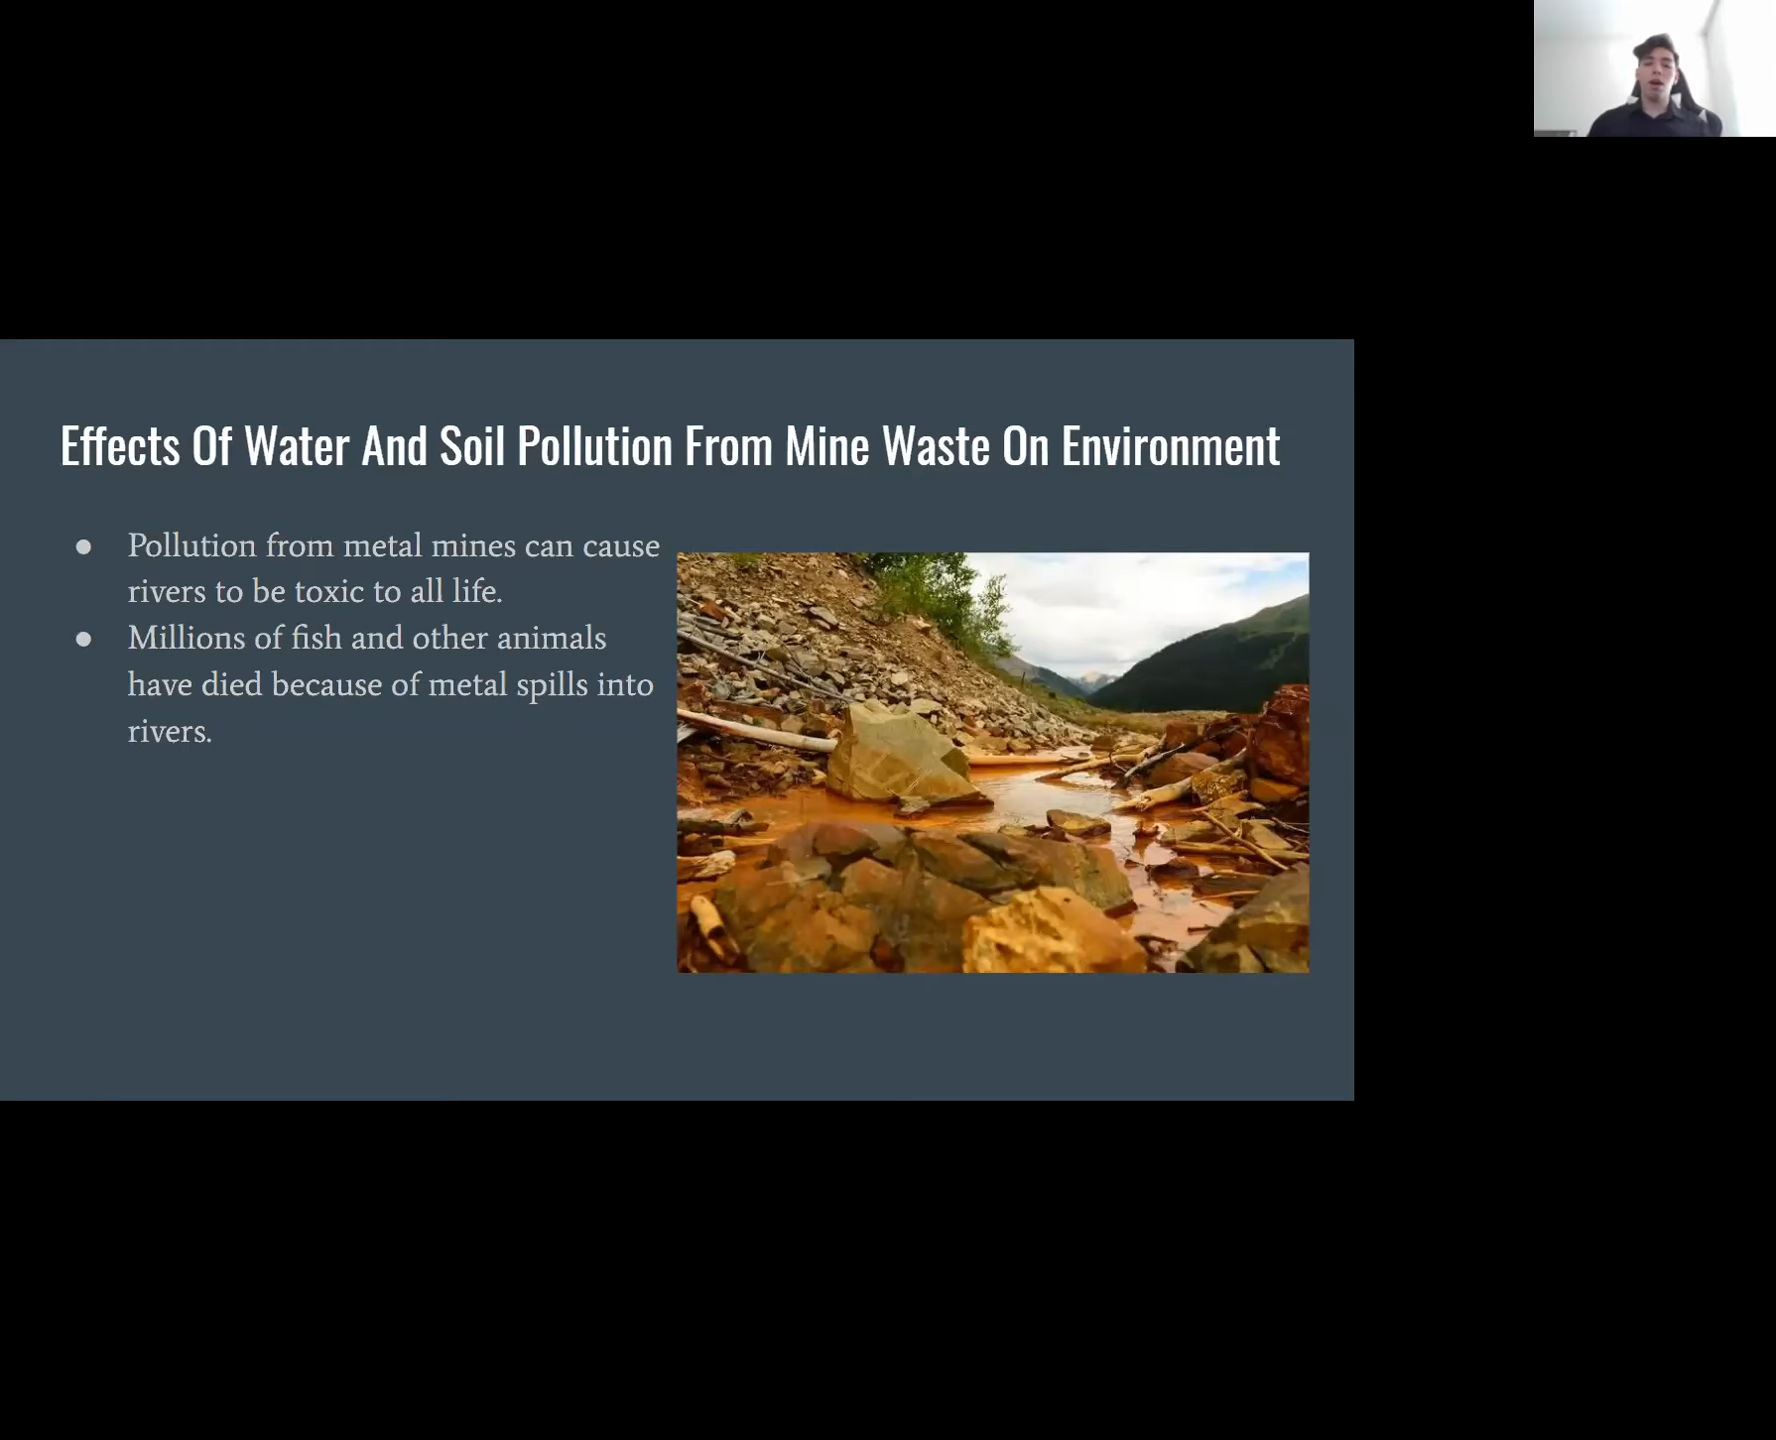 Effects Of Water And Soil Pollution From Mine Waste On Environment
● Pollution from metal mines can cause
rivers to be toxic to all life.
● Millions of fish and other animals
have died because of metal spills into
rivers.